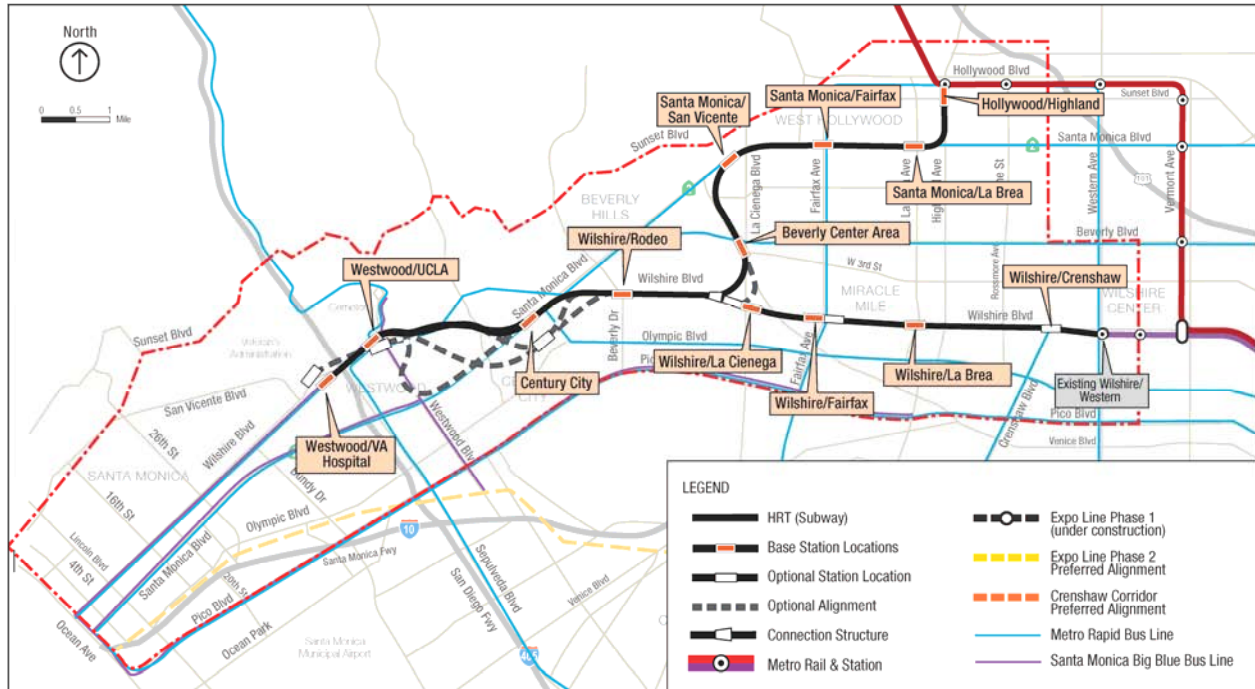 North
0 0.5 1
Mile
Hollywood Blvd
Sunset Blvd
Santa Monica/
San Vicente
Santa Monica/Fairfax
Hollywood/Highland
WEST HOLLYWOOD
Sunset Blvd
Santa Monica Blvd
La Cienega Blvd
Fairfax Ave
Western Ave
Vermont Ave
101
Santa Monica/La Brea
BEVERLY
HILLS
Wilshire/Rodeo
Beverly Center Area
Beverly Blvd
W 3rd St
Rossmore Ave
Westwood/UCLA
Santa Monica Blvd
Wilshire Blvd
MIRACLE
MILE
Wilshire/Crenshaw
WILSHIRE
CENTER
Wilshire Blvd
Sunset Blvd
Veteran's
Administration
Beverly Dr
Olympic Blvd
Wilshire/La Cienega
Fairfax Ave
Wilshire/La Brea
WESTWOOD
Century City
CITY
Wilshire/Fairfax
Crenshaw Blvd
Existing Wilshire/
Western
Pico Blvd
Venice Blvd
San Vicente Blvd
Wilshire Blvd
Westwood/VA
Hospital
Westwood Blvd
26th St
SANTA MONICA
16th St
Bundy Dr
Olympic Blvd
10
Lincoln Blvd
4th St
Santa Monica Blvd
20th St
Santa Monica Fwy
Sepulveda Blvd
San Diego Fwy
Venice Blvd
Pico Blvd
Ocean Ave
Ocean Park
Santa Monica
Municipal Airport
405
LEGEND
HRT (Subway)
Base Station Locations
Optional Station Location
Optional Alignment
Connection Structure
Metro Rail & Station
Expo Line Phase 1
(under construction)
Expo Line Phase 2
Preferred Alignment
Crenshaw Corridor
Preferred Alignment
Metro Rapid Bus Line
Santa Monica Big Blue Bus Line